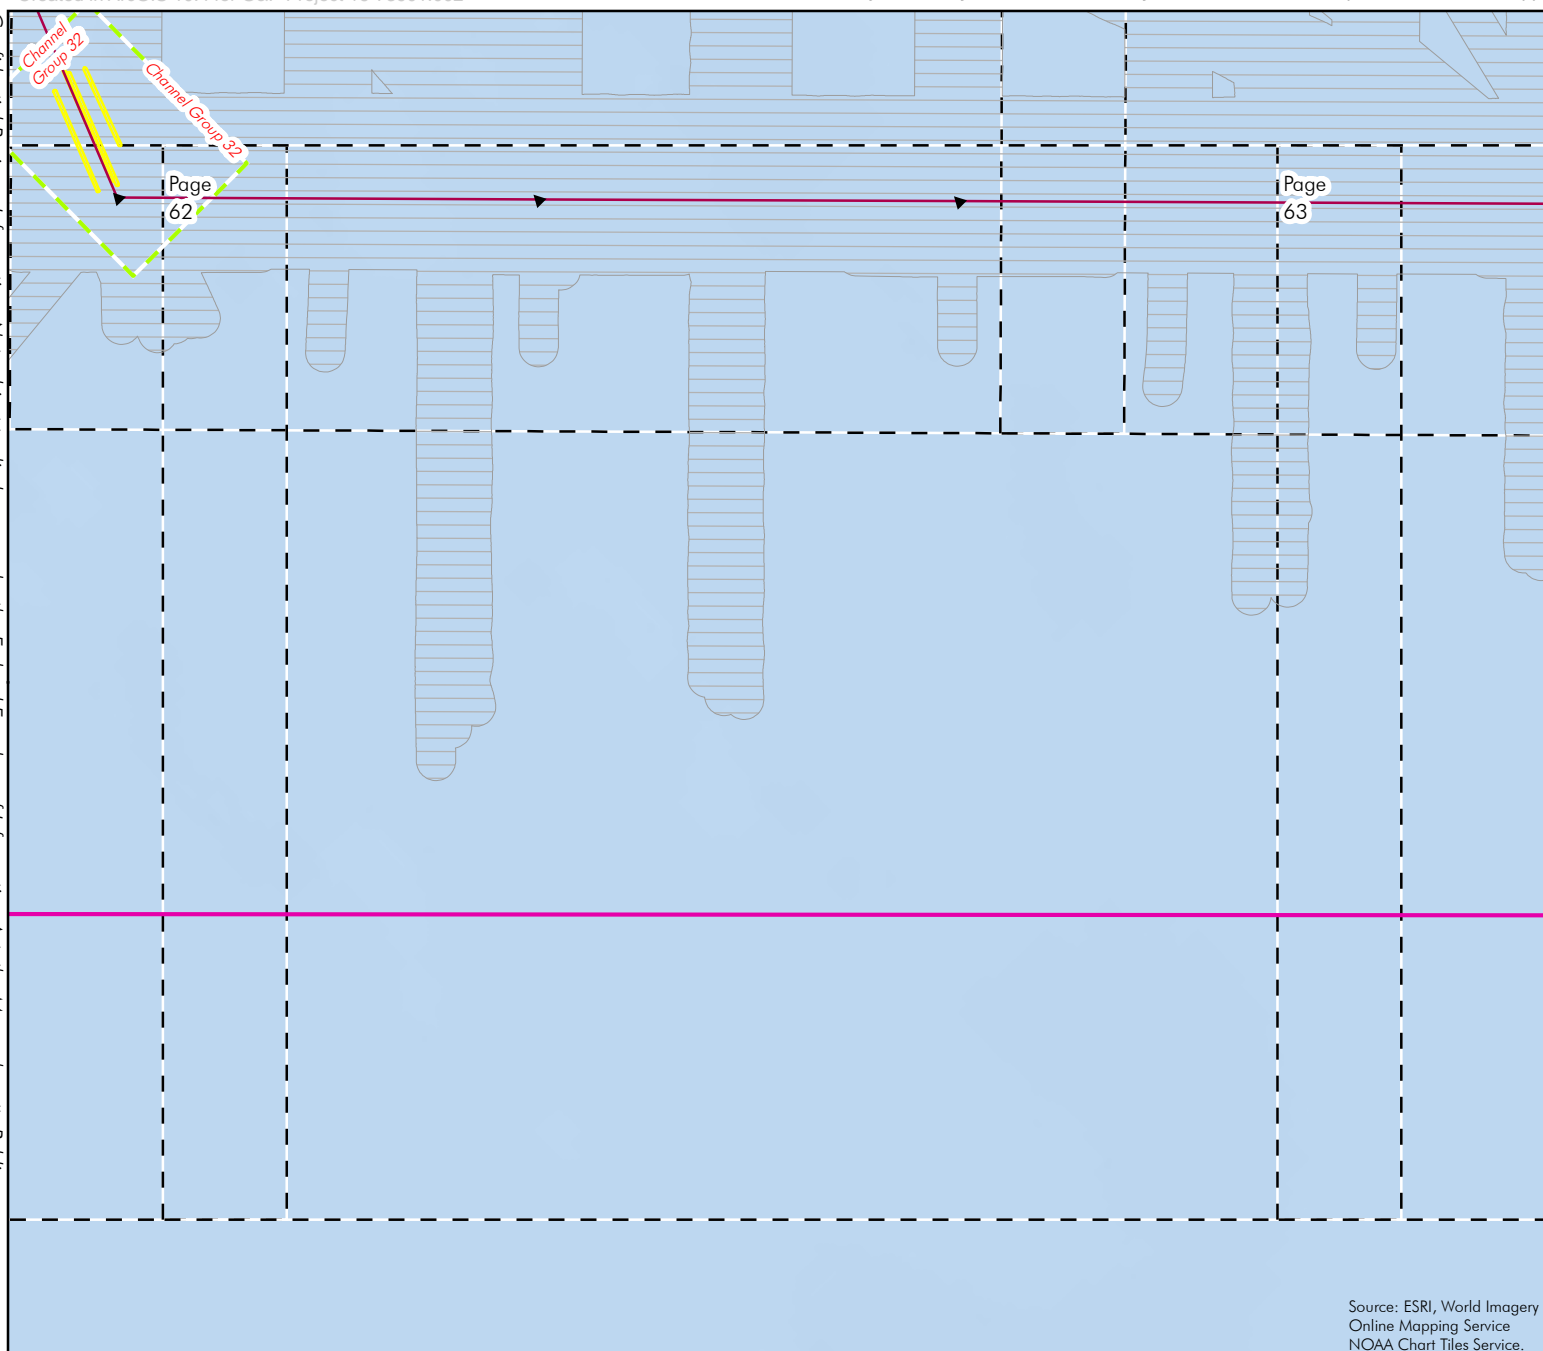 Channel
Group 32
Channel Group 32
Page
62
Page
63
Source: ESRI, World Imagery
Online Mapping Service
NOAA Chart Tiles Service.